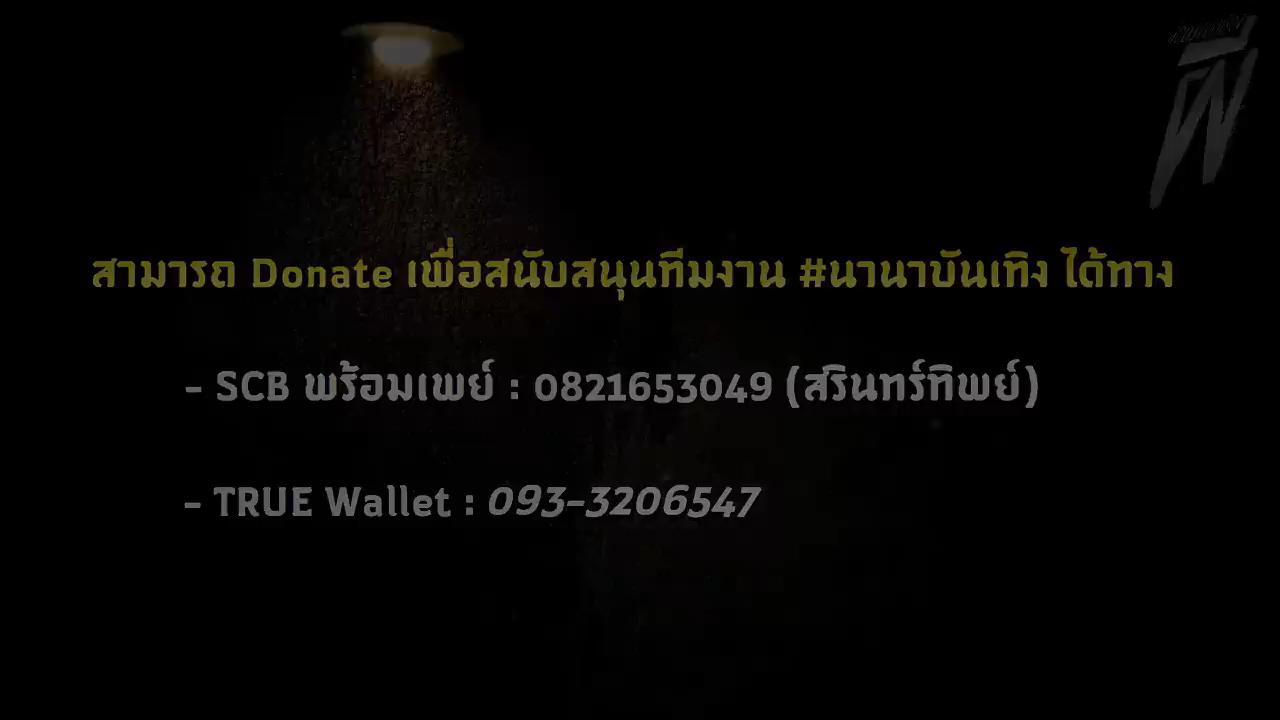 ผี
สามารถ Donate เพื่อสนับสนุนทีมงาน #นานาบันเทิง ได้ทาง
- SCB พร้อมเพย์ : 0821653049 (สรินทร์ทิพย์)
- TRUE Wallet : 093-3206547